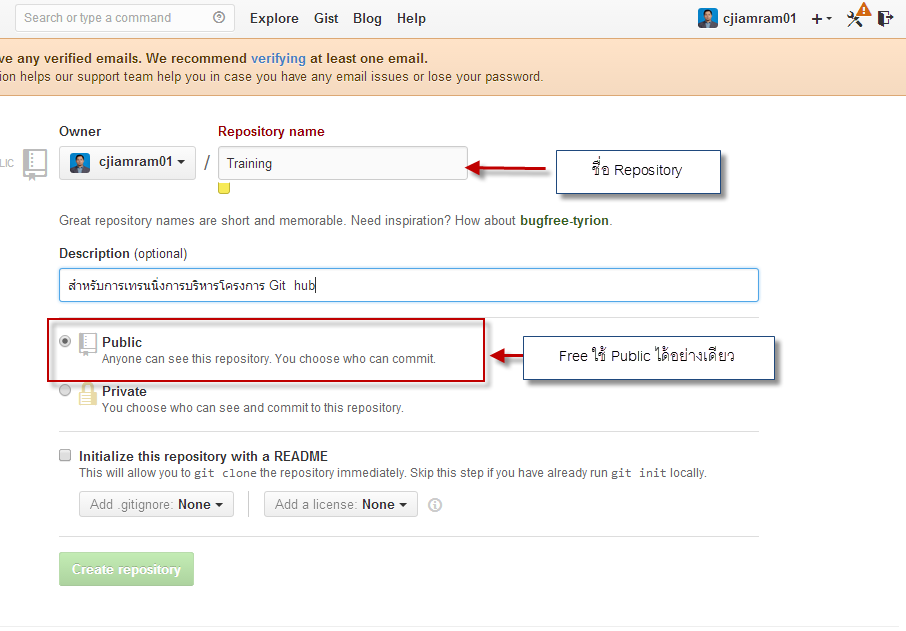 Search or type a command
Explore Gist Blog Help
cjiamram01
ve any verified emails. We recommend verifying at least one email.
ion helps our support team help you in case you have any email issues or lose your password.
Owner
Repository name
LIC
cjiamram01 / Training
ชื่อ Repository
Great repository names are short and memorable. Need inspiration? How about bugfree-tyrion.
Description (optional)
สำหรับการเทรนนิ่งการบริหารโครงการ Git hub
Public
Anyone can see this repository. You choose who can commit.
Free ใช้ Public ได้อย่างเดียว
Private
You choose who can see and commit to this repository.
Initialize this repository with a README
This will allow you to git clone the repository immediately. Skip this step if you have already run git init locally.
Add .gitignore: None
Add a license: None
Create repository